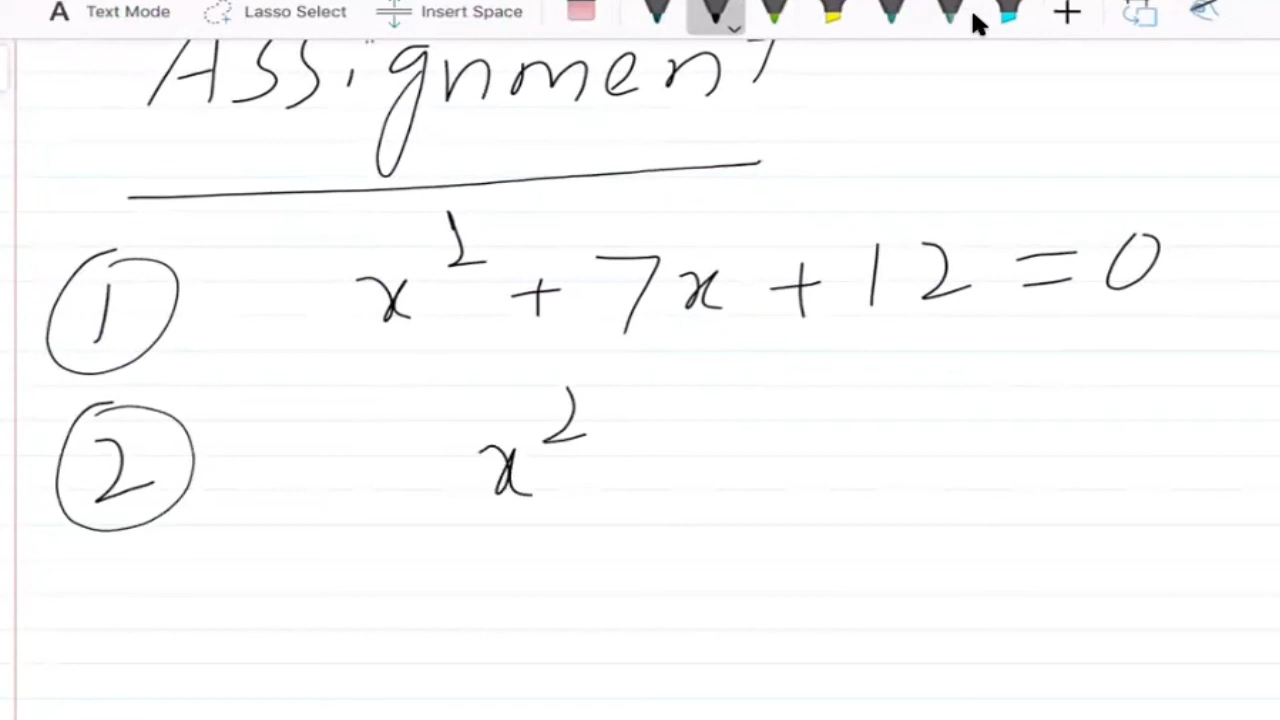 Text Mode Lasso Select Insert Space
Assignment
① x² + 7x + 12 = 0
② x²